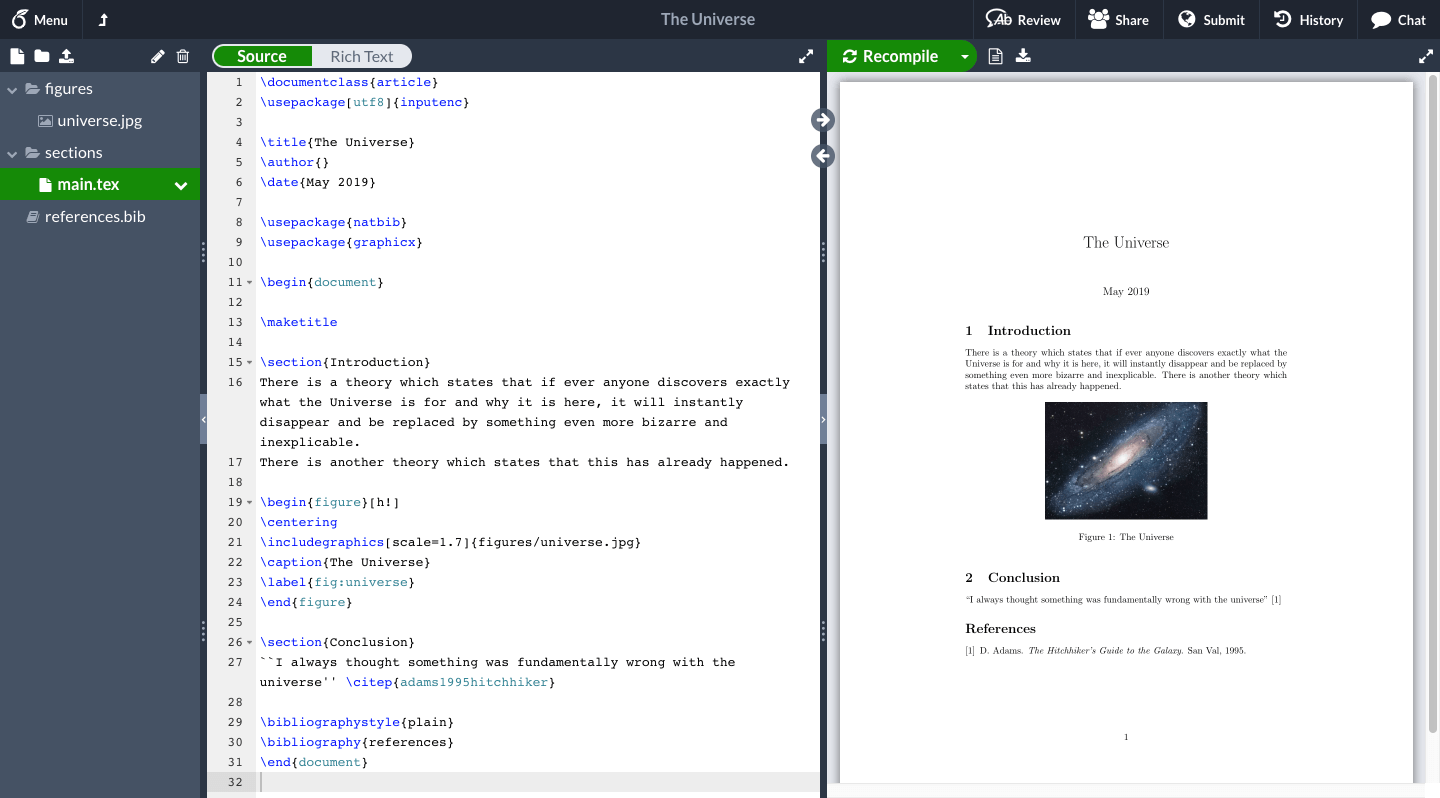 Menu
The Universe
Review
Share
Submit
History
Chat
Source
Rich Text
Recompile
figures
universe.jpg
sections
main.tex
references.bib
1 \documentclass{article}
2 \usepackage[utf8]{inputenc}
3
4 \title{The Universe}
5 \author{}
6 \date{May 2019}
7
8 \usepackage{natbib}
9 \usepackage{graphicx}
10
11 \begin{document}
12
13 \maketitle
14
15 \section{Introduction}
16 There is a theory which states that if ever anyone discovers exactly
what the Universe is for and why it is here, it will instantly
disappear and be replaced by something even more bizarre and
inexplicable.
17 There is another theory which states that this has already happened.
18
19 \begin{figure}[h!]
20 \centering
21 \includegraphics[scale=1.7]{figures/universe.jpg}
22 \caption{The Universe}
23 \label{fig:universe}
24 \end{figure}
25
26 \section{Conclusion}
27 ``I always thought something was fundamentally wrong with the
universe'' \citep{adams1995hitchhiker}
28
29 \bibliographystyle{plain}
30 \bibliography{references}
31 \end{document}
32
The Universe
May 2019
1 Introduction
There is a theory which states that if ever anyone discovers exactly what the
Universe is for and why it is here, it will instantly disappear and be replaced by
something even more bizarre and inexplicable. There is another theory which
states that this has already happened.
Figure 1: The Universe
2 Conclusion
“I always thought something was fundamentally wrong with the universe” [1]
References
[1] D. Adams. The Hitchhiker’s Guide to the Galaxy. San Val, 1995.
1